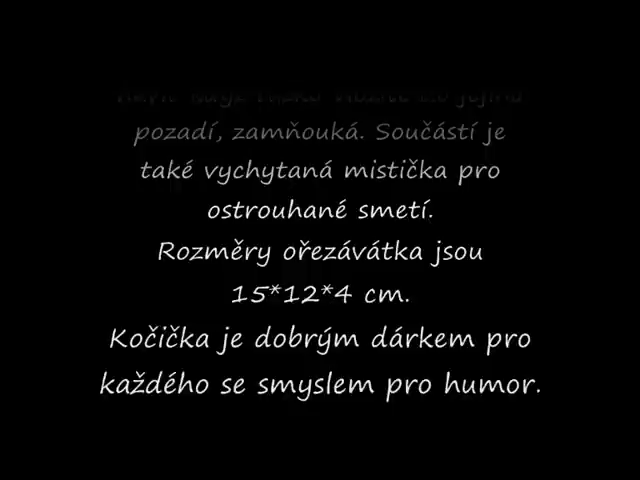 pozadí, zamňouká. Součástí je
také vychytaná mistička pro
ostrouhané smetí.
Rozměry ořezávátka jsou
15*12*4 cm.
Kočička je dobrým dárkem pro
každého se smyslem pro humor.